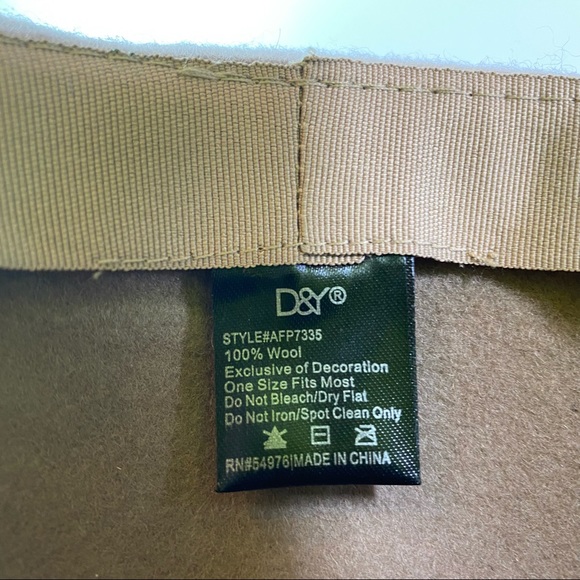 D&Y®
STYLE#AFP7335
100% Wool
Exclusive of Decoration
One Size Fits Most
Do Not Bleach/Dry Flat
Do Not Iron/Spot Clean Only
RN#54976|MADE IN CHINA